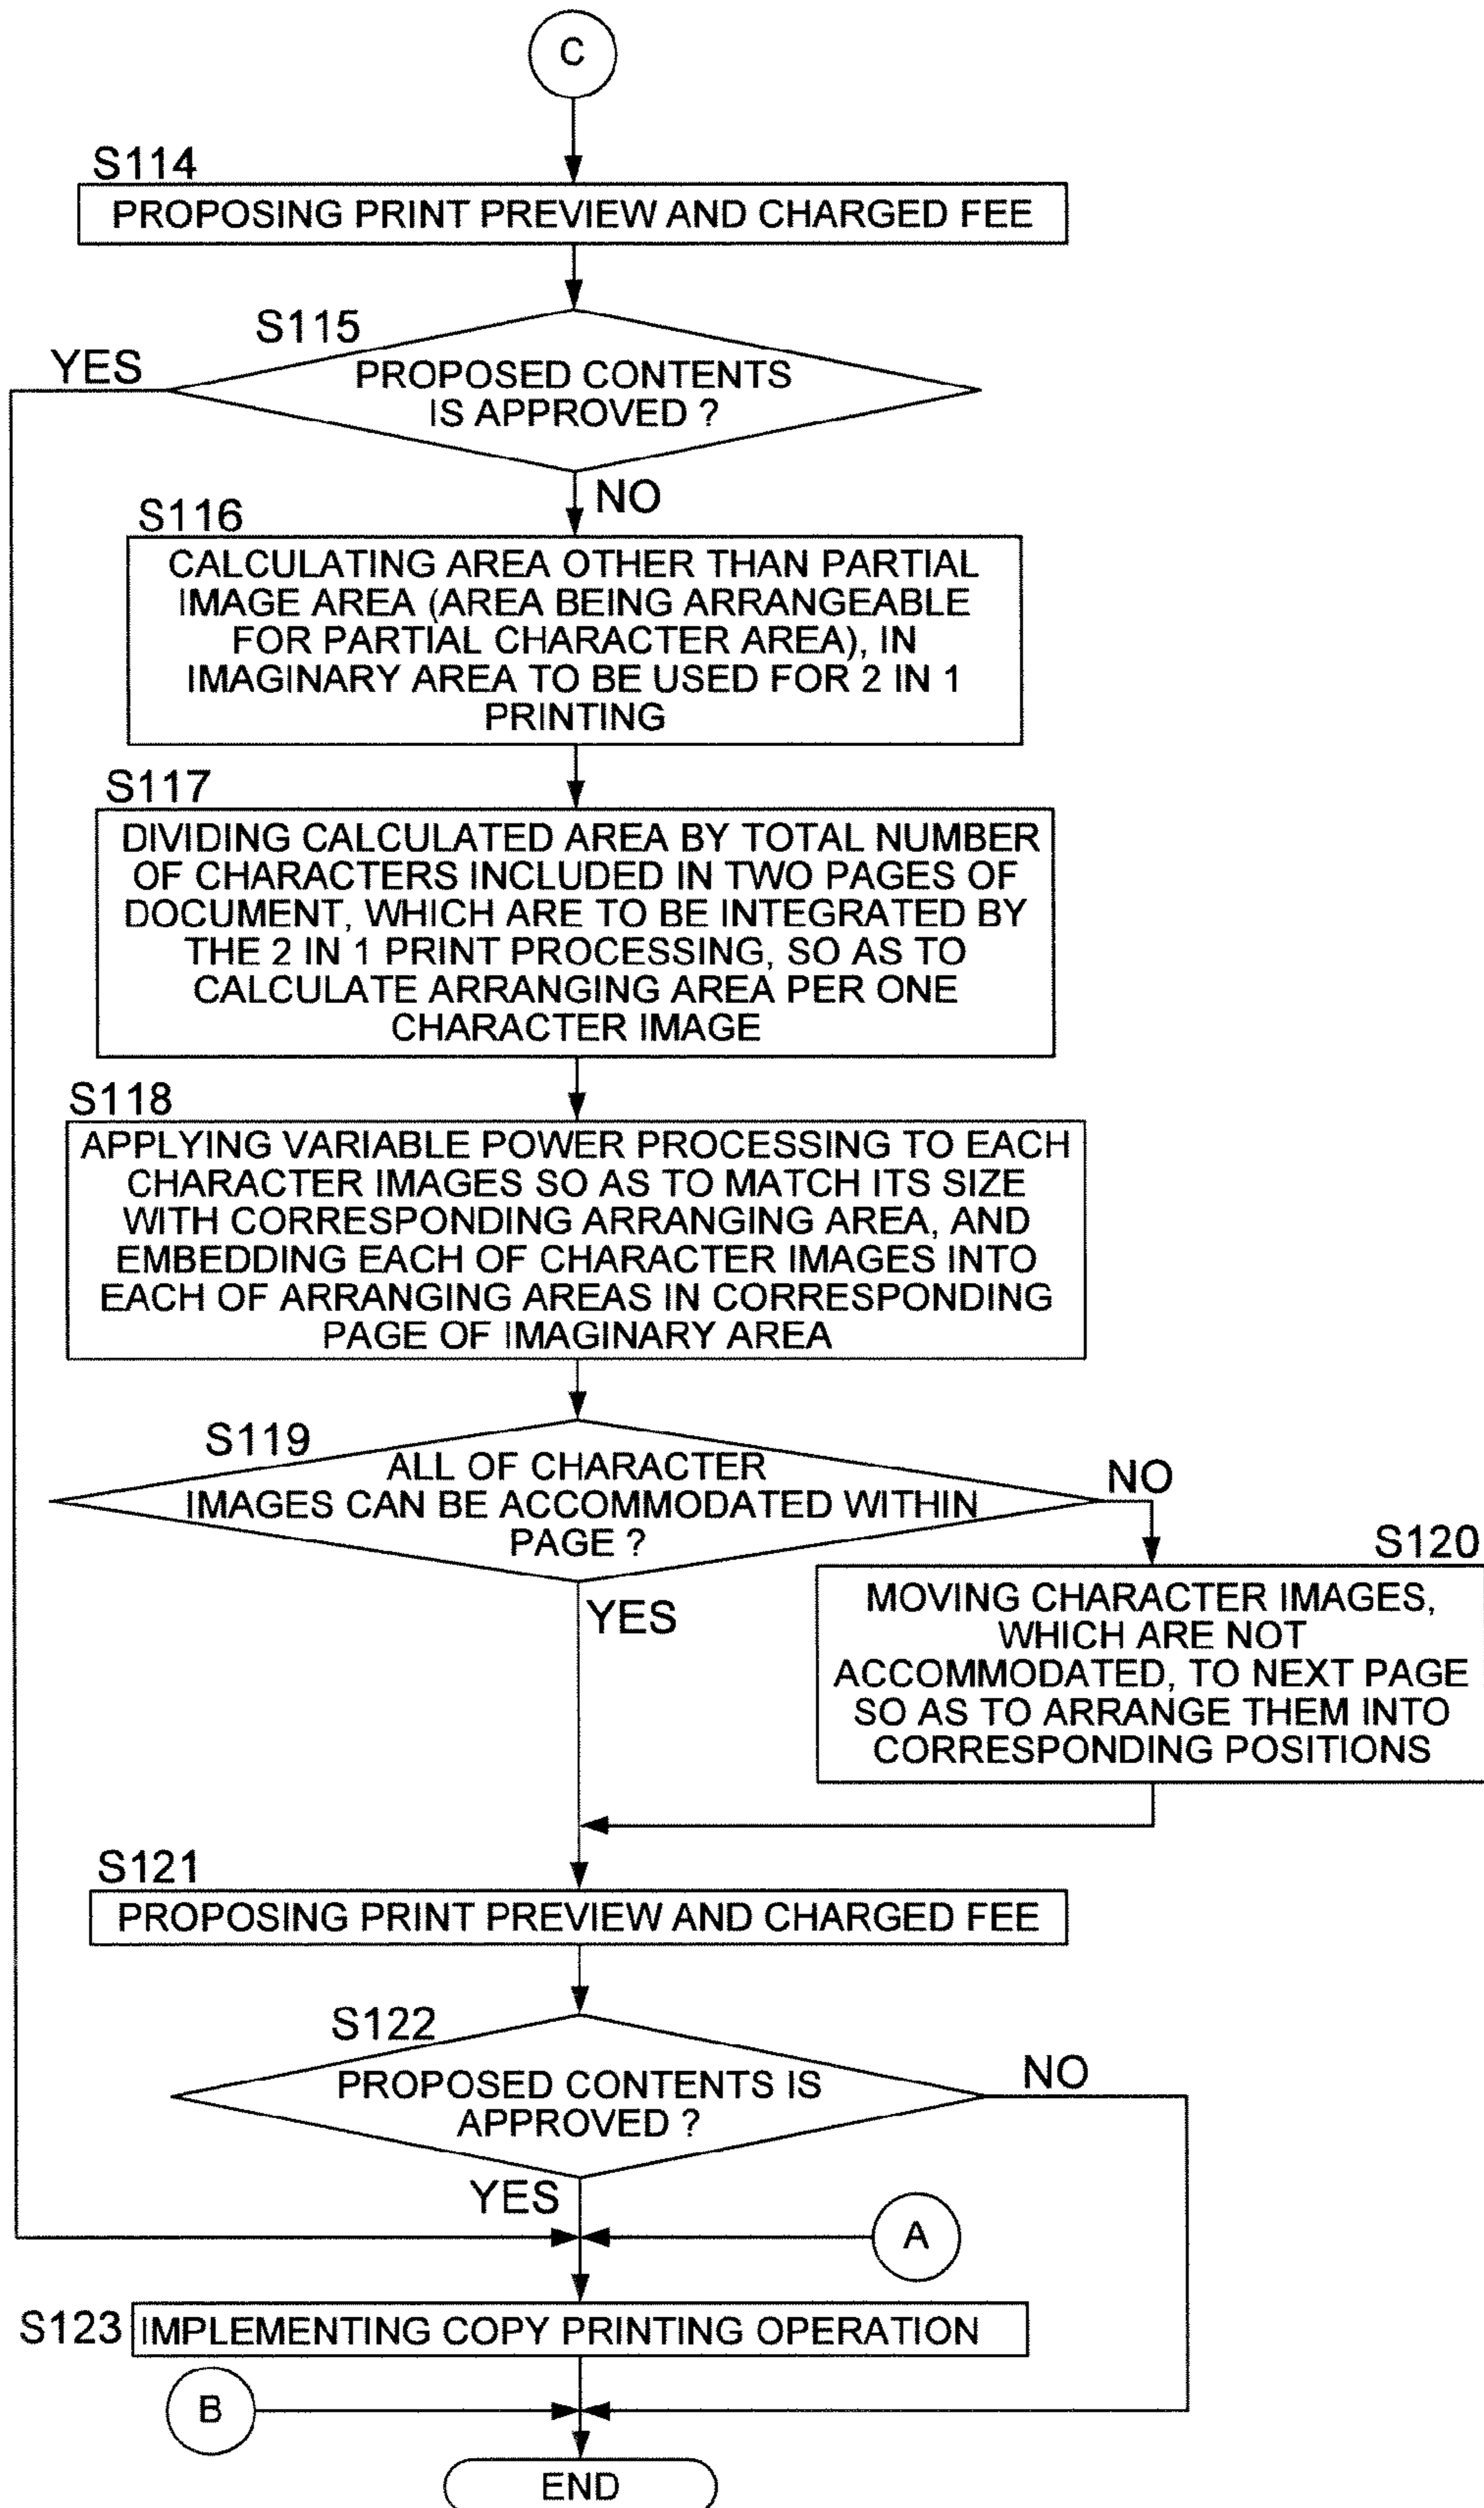 C
S114
PROPOSING PRINT PREVIEW AND CHARGED FEE
S115
YES
PROPOSED CONTENTS
IS APPROVED ?
NO
S116
CALCULATING AREA OTHER THAN PARTIAL
IMAGE AREA (AREA BEING ARRANGEABLE
FOR PARTIAL CHARACTER AREA), IN
IMAGINARY AREA TO BE USED FOR 2 IN 1
PRINTING
S117
DIVIDING CALCULATED AREA BY TOTAL NUMBER
OF CHARACTERS INCLUDED IN TWO PAGES OF
DOCUMENT, WHICH ARE TO BE INTEGRATED BY
THE 2 IN 1 PRINT PROCESSING, SO AS TO
CALCULATE ARRANGING AREA PER ONE
CHARACTER IMAGE
S118
APPLYING VARIABLE POWER PROCESSING TO EACH
CHARACTER IMAGES SO AS TO MATCH ITS SIZE
WITH CORRESPONDING ARRANGING AREA, AND
EMBEDDING EACH OF CHARACTER IMAGES INTO
EACH OF ARRANGING AREAS IN CORRESPONDING
PAGE OF IMAGINARY AREA
S119
ALL OF CHARACTER
IMAGES CAN BE ACCOMMODATED WITHIN
PAGE ?
NO
S120
MOVING CHARACTER IMAGES,
WHICH ARE NOT
ACCOMMODATED, TO NEXT PAGE
SO AS TO ARRANGE THEM INTO
CORRESPONDING POSITIONS
YES
S121
PROPOSING PRINT PREVIEW AND CHARGED FEE
S122
PROPOSED CONTENTS IS
APPROVED ?
NO
YES
A
S123
IMPLEMENTING COPY PRINTING OPERATION
B
END